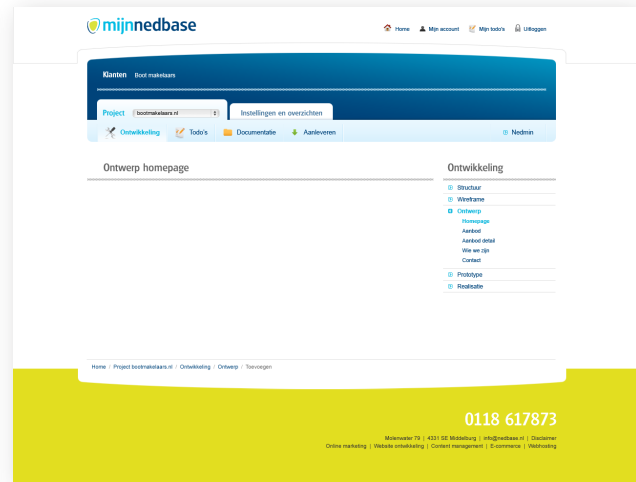 mijnnedbase
Home Mijn account Mijn todo's Uitloggen
Klanten Boot makelaars
Project bootmakelaars.nl Instellingen en overzichten
Ontwikkeling Todo's Documentatie Aanleveren Nedmin
Ontwerp homepage
Ontwikkeling
Structuur
Wireframe
Ontwerp
Homepage
Aanbod
Aanbod detail
Wie we zijn
Contact
Prototype
Realisatie
Home / Project bootmakelaars.nl / Ontwikkeling / Ontwerp / Toevoegen
0118 617873
Molenwater 79 | 4331 SE Middelburg | info@nedbase.nl | Disclaimer
Online marketing | Website ontwikkeling | Content management | E-commerce | Webhosting